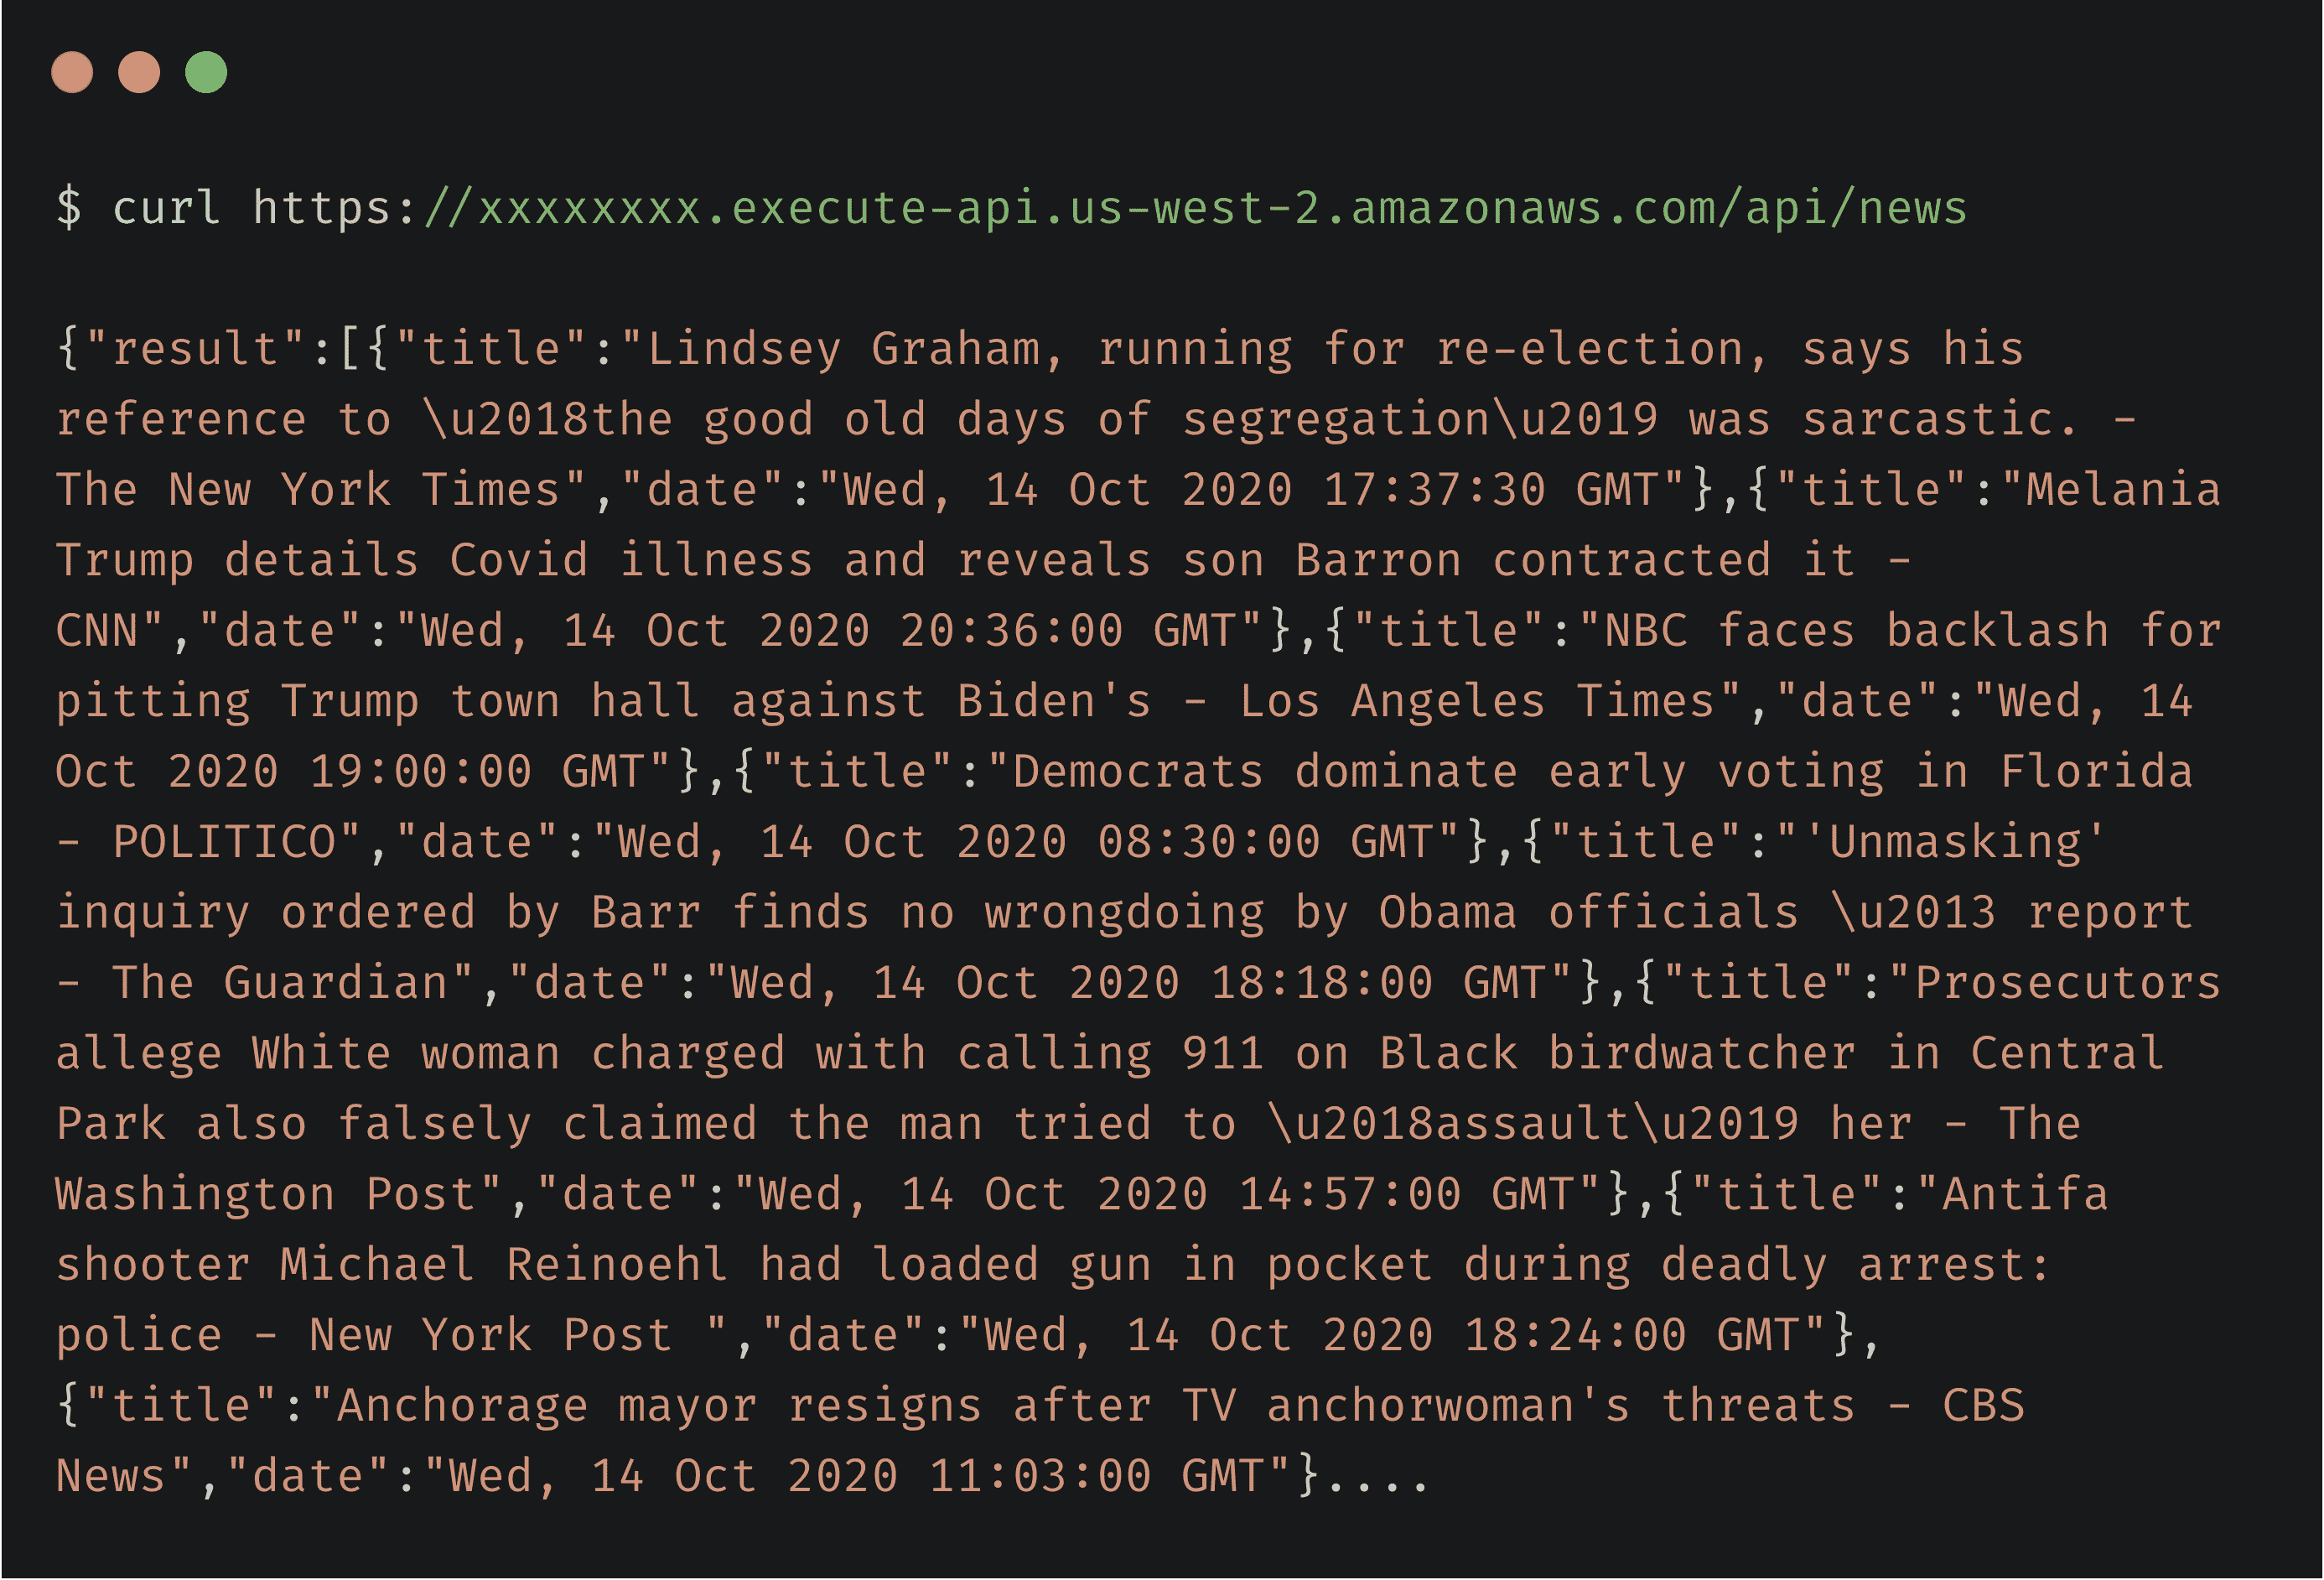 $ curl https://xxxxxxxx.execute-api.us-west-2.amazonaws.com/api/news
{"result":[{"title":"Lindsey Graham, running for re-election, says his
reference to \u2018the good old days of segregation\u2019 was sarcastic. -
The New York Times","date":"Wed, 14 Oct 2020 17:37:30 GMT"},{"title":"Melania
Trump details Covid illness and reveals son Barron contracted it -
CNN","date":"Wed, 14 Oct 2020 20:36:00 GMT"},{"title":"NBC faces backlash for
pitting Trump town hall against Biden's - Los Angeles Times","date":"Wed, 14
Oct 2020 19:00:00 GMT"},{"title":"Democrats dominate early voting in Florida
- POLITICO","date":"Wed, 14 Oct 2020 08:30:00 GMT"},{"title":"'Unmasking'
inquiry ordered by Barr finds no wrongdoing by Obama officials \u2013 report
- The Guardian","date":"Wed, 14 Oct 2020 18:18:00 GMT"},{"title":"Prosecutors
allege White woman charged with calling 911 on Black birdwatcher in Central
Park also falsely claimed the man tried to \u2018assault\u2019 her - The
Washington Post","date":"Wed, 14 Oct 2020 14:57:00 GMT"},{"title":"Antifa
shooter Michael Reinoehl had loaded gun in pocket during deadly arrest:
police - New York Post ","date":"Wed, 14 Oct 2020 18:24:00 GMT"},
{"title":"Anchorage mayor resigns after TV anchorwoman's threats - CBS
News","date":"Wed, 14 Oct 2020 11:03:00 GMT"}....